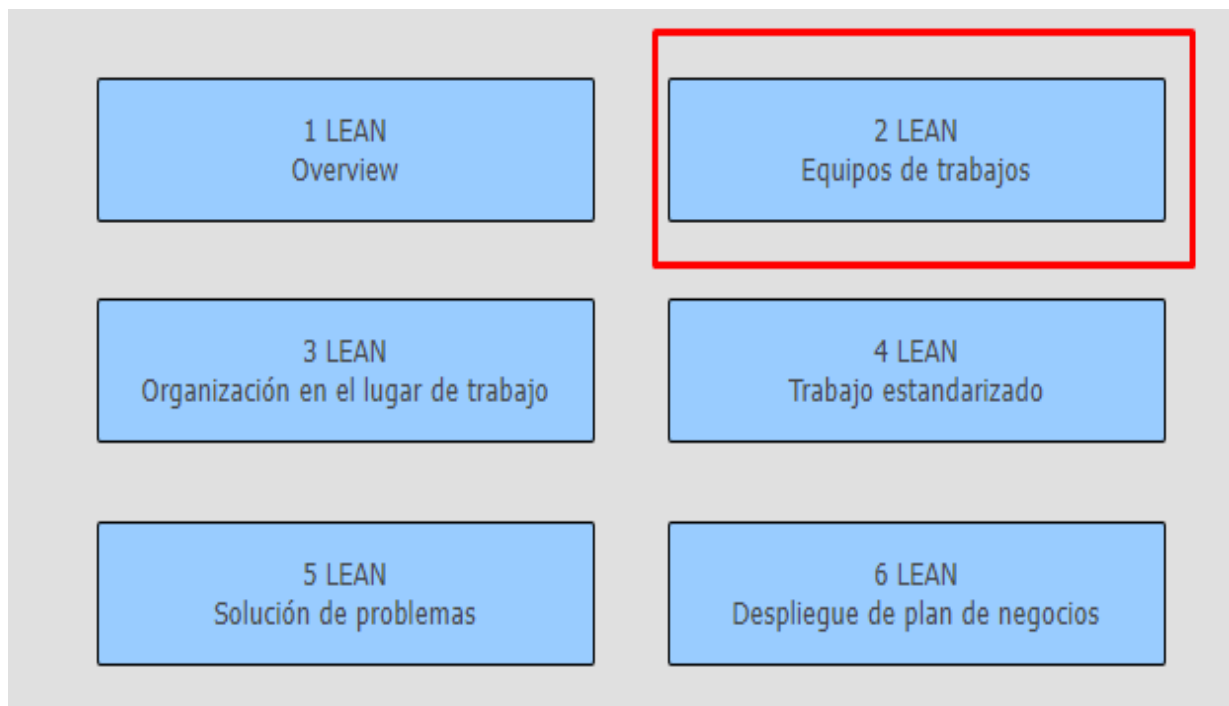 1 LEAN
Overview
2 LEAN
Equipos de trabajos
3 LEAN
Organización en el lugar de trabajo
4 LEAN
Trabajo estandarizado
5 LEAN
Solución de problemas
6 LEAN
Despliegue de plan de negocios